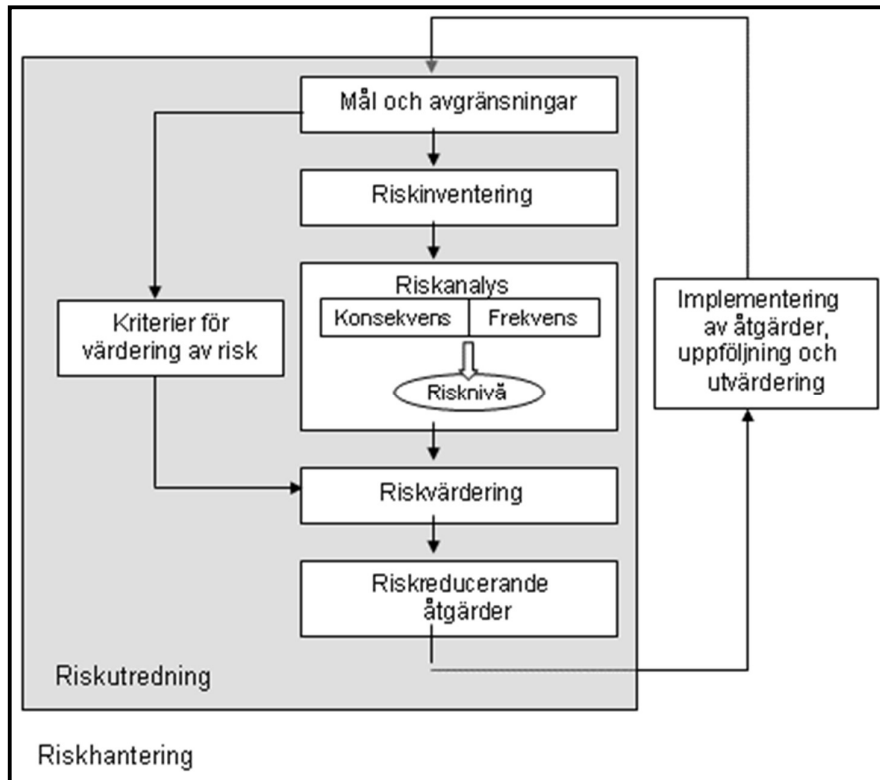 Mål och avgränsningar
Riskinventering
Riskanalys
Konsekvens Frekvens
Risknivå
Kriterier för
värdering av risk
Implementering
av åtgärder,
uppföljning och
utvärdering
Riskvärdering
Riskreducerande
åtgärder
Riskutredning
Riskhantering